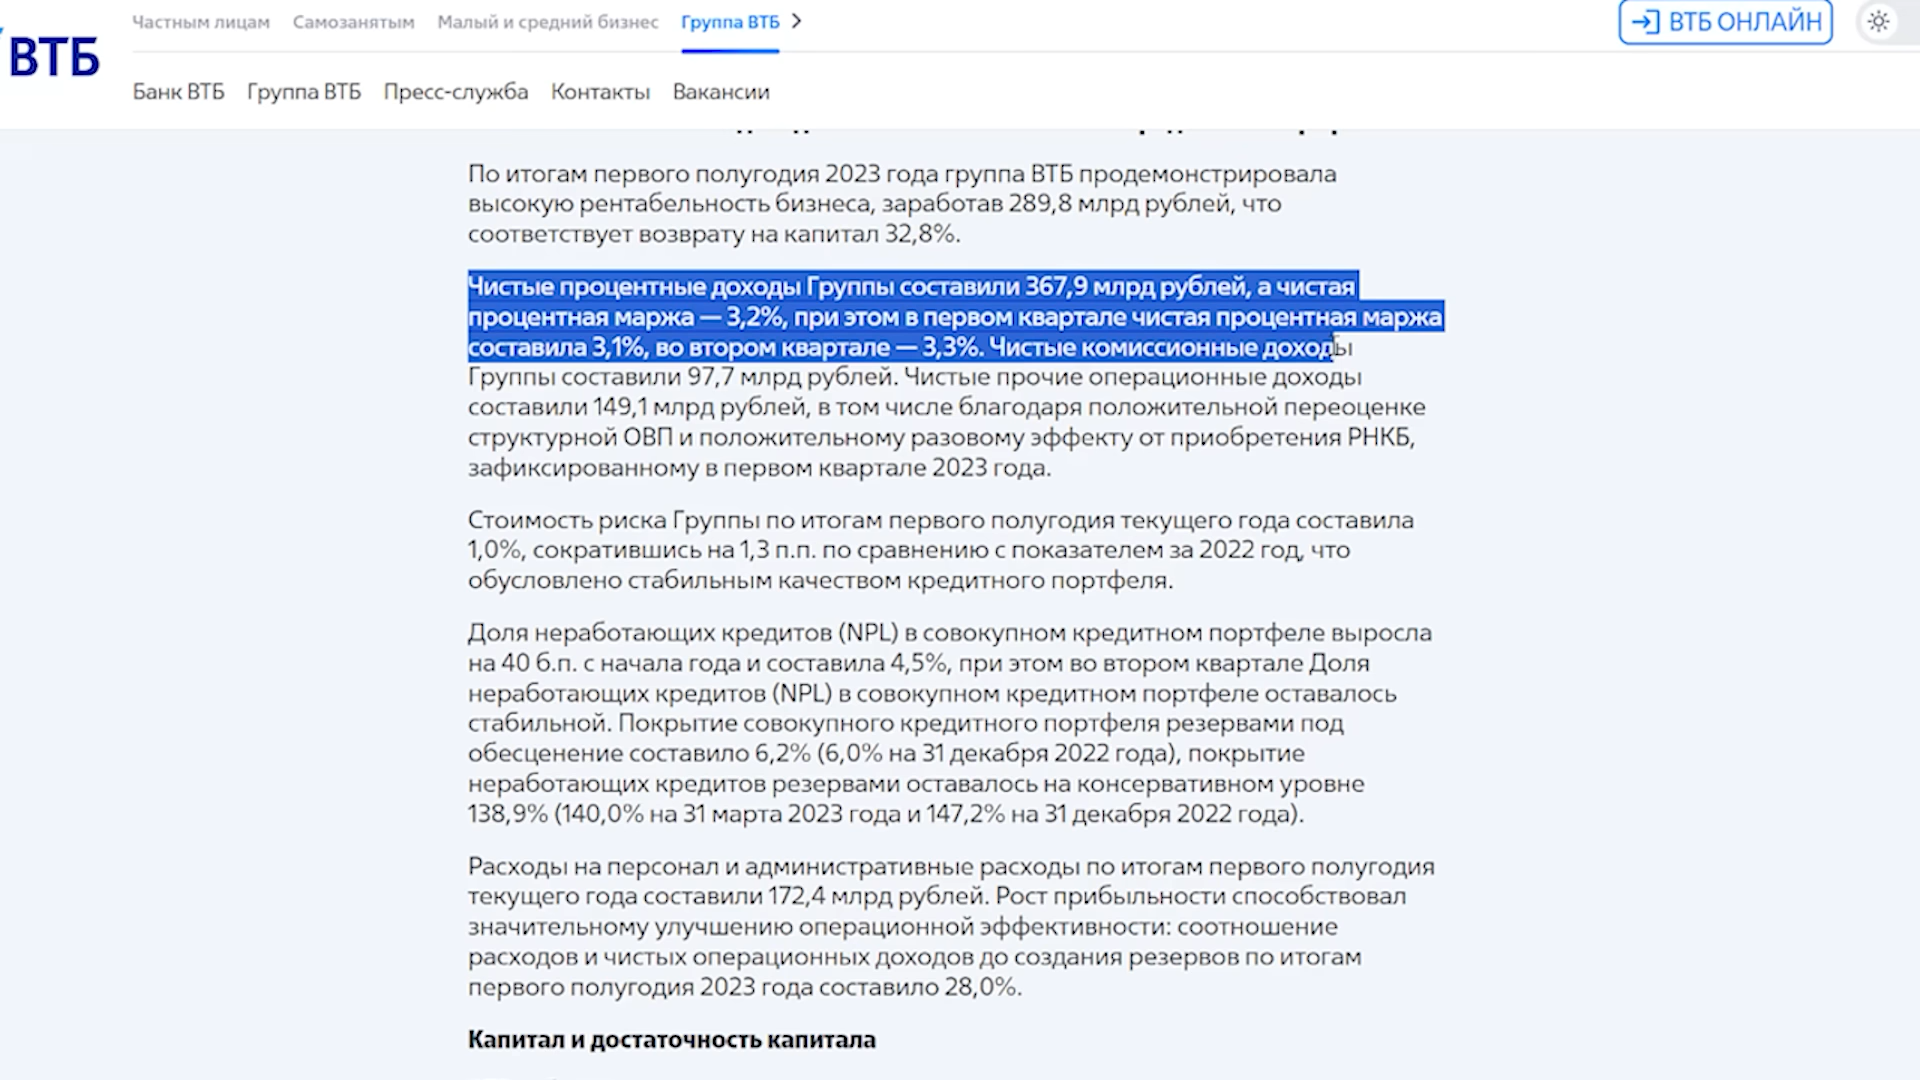 Частным лицам Самозанятым Малый и средний бизнес Группа ВТБ
ВТБ ОНЛАЙН
ВТБ
Банк ВТБ Группа ВТБ Пресс-служба Контакты Вакансии
По итогам первого полугодия 2023 года группа ВТБ продемонстрировала
высокую рентабельность бизнеса, заработав 289,8 млрд рублей, что
соответствует возврату на капитал 32,8%.
Чистые процентные доходы Группы составили 367,9 млрд рублей, а чистая
процентная маржа — 3,2%, при этом в первом квартале чистая процентная маржа
составила 3,1%, во втором квартале — 3,3%. Чистые комиссионные доходы
Группы составили 97,7 млрд рублей. Чистые прочие операционные доходы
составили 149,1 млрд рублей, в том числе благодаря положительной переоценке
структурной ОВП и положительному разовому эффекту от приобретения РНКБ,
зафиксированному в первом квартале 2023 года.
Стоимость риска Группы по итогам первого полугодия текущего года составила
1,0%, сократившись на 1,3 п.п. по сравнению с показателем за 2022 год, что
обусловлено стабильным качеством кредитного портфеля.
Доля неработающих кредитов (NPL) в совокупном кредитном портфеле выросла
на 40 б.п. с начала года и составила 4,5%, при этом во втором квартале Доля
неработающих кредитов (NPL) в совокупном кредитном портфеле оставалось
стабильной. Покрытие совокупного кредитного портфеля резервами под
обесценение составило 6,2% (6,0% на 31 декабря 2022 года), покрытие
неработающих кредитов резервами оставалось на консервативном уровне
138,9% (140,0% на 31 марта 2023 года и 147,2% на 31 декабря 2022 года).
Расходы на персонал и административные расходы по итогам первого полугодия
текущего года составили 172,4 млрд рублей. Рост прибыльности способствовал
значительному улучшению операционной эффективности: соотношение
расходов и чистых операционных доходов до создания резервов по итогам
первого полугодия 2023 года составило 28,0%.
Капитал и достаточность капитала